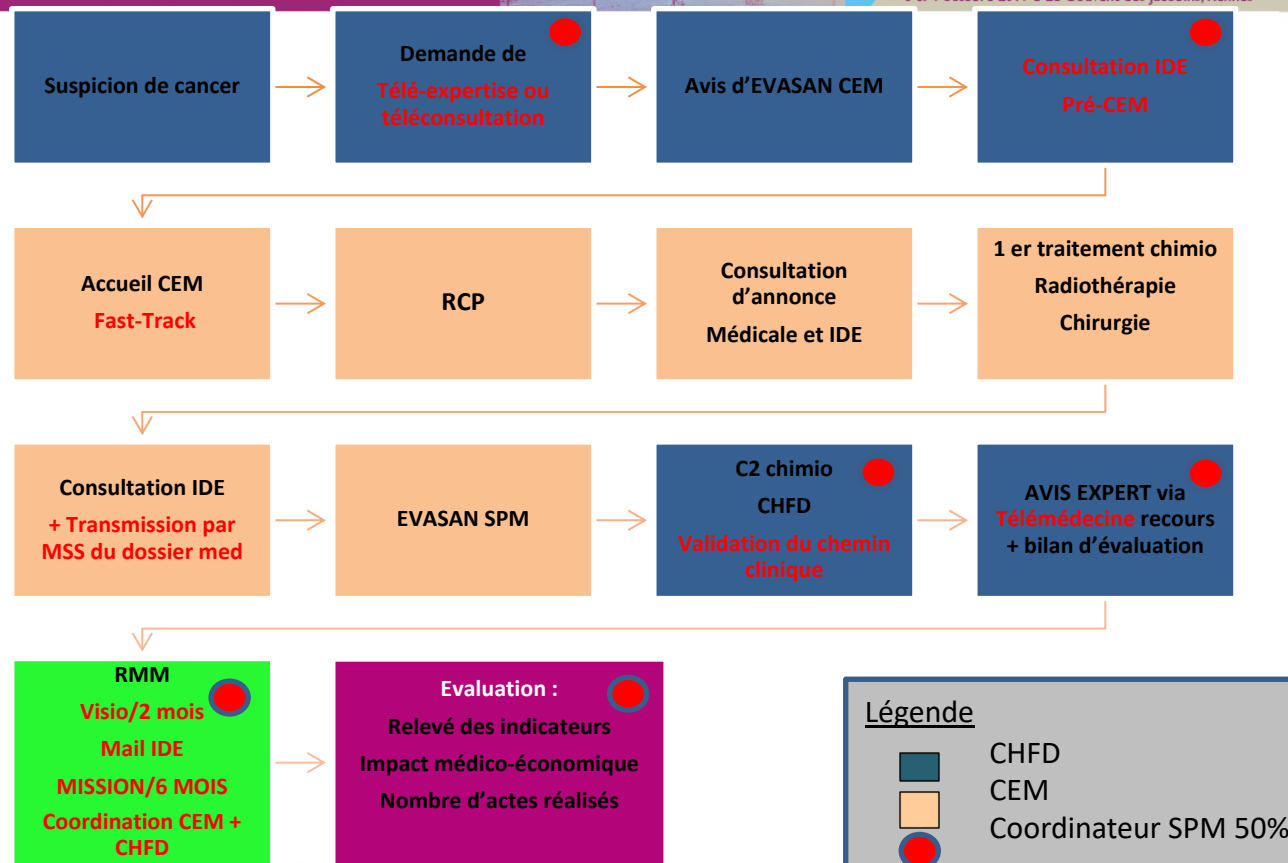 Suspicion de cancer
Demande de
Télé-expertise ou
téléconsultation
Avis d'EVASAN CEM
Consultation IDE
Pré-CEM
Accueil CEM
Fast-Track
RCP
Consultation
d'annonce
Médicale et IDE
1 er traitement chimio
Radiothérapie
Chirurgie
Consultation IDE
+ Transmission par
MSS du dossier med
EVASAN SPM
C2 chimio
CHFD
Validation du chemin
clinique
AVIS EXPERT via
Télémédecine recours
+ bilan d'évaluation
RMM
Visio/2 mois
Mail IDE
MISSION/6 MOIS
Coordination CEM +
CHFD
Evaluation :
Relevé des indicateurs
Impact médico-économique
Nombre d'actes réalisés
Légende
CHFD
CEM
Coordinateur SPM 50%